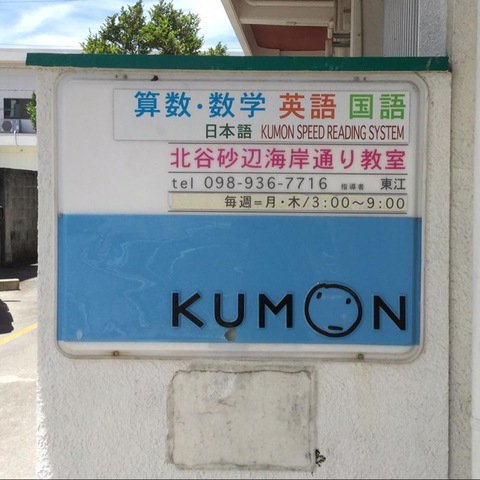 算数・数学 英語 国語
日本語 KUMON SPEED READING SYSTEM
北谷砂辺海岸通り教室
tel 098-936-7716 指導者 東江
毎週=月・木/3:00～9:00
KUMON